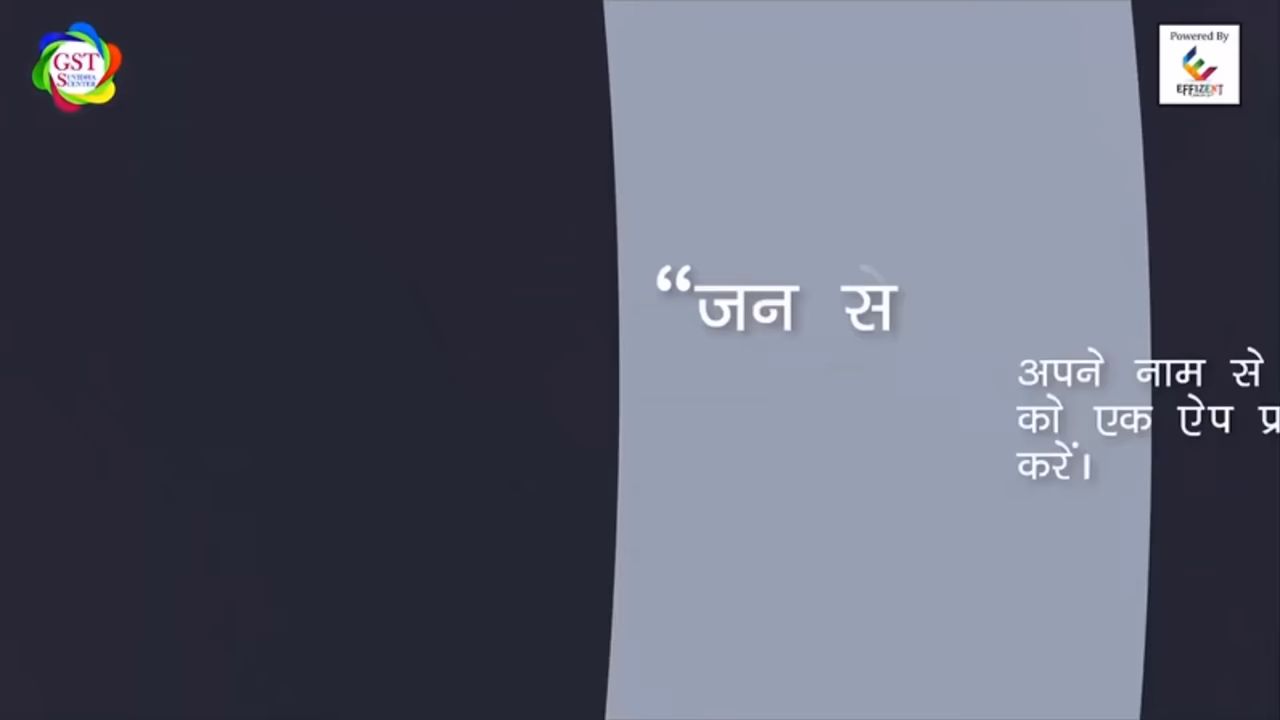 GST
SUVIDHA
CENTER
Powered By
EFFIZENT
“जन से
अपने नाम से
को एक ऐप प्र
करें।